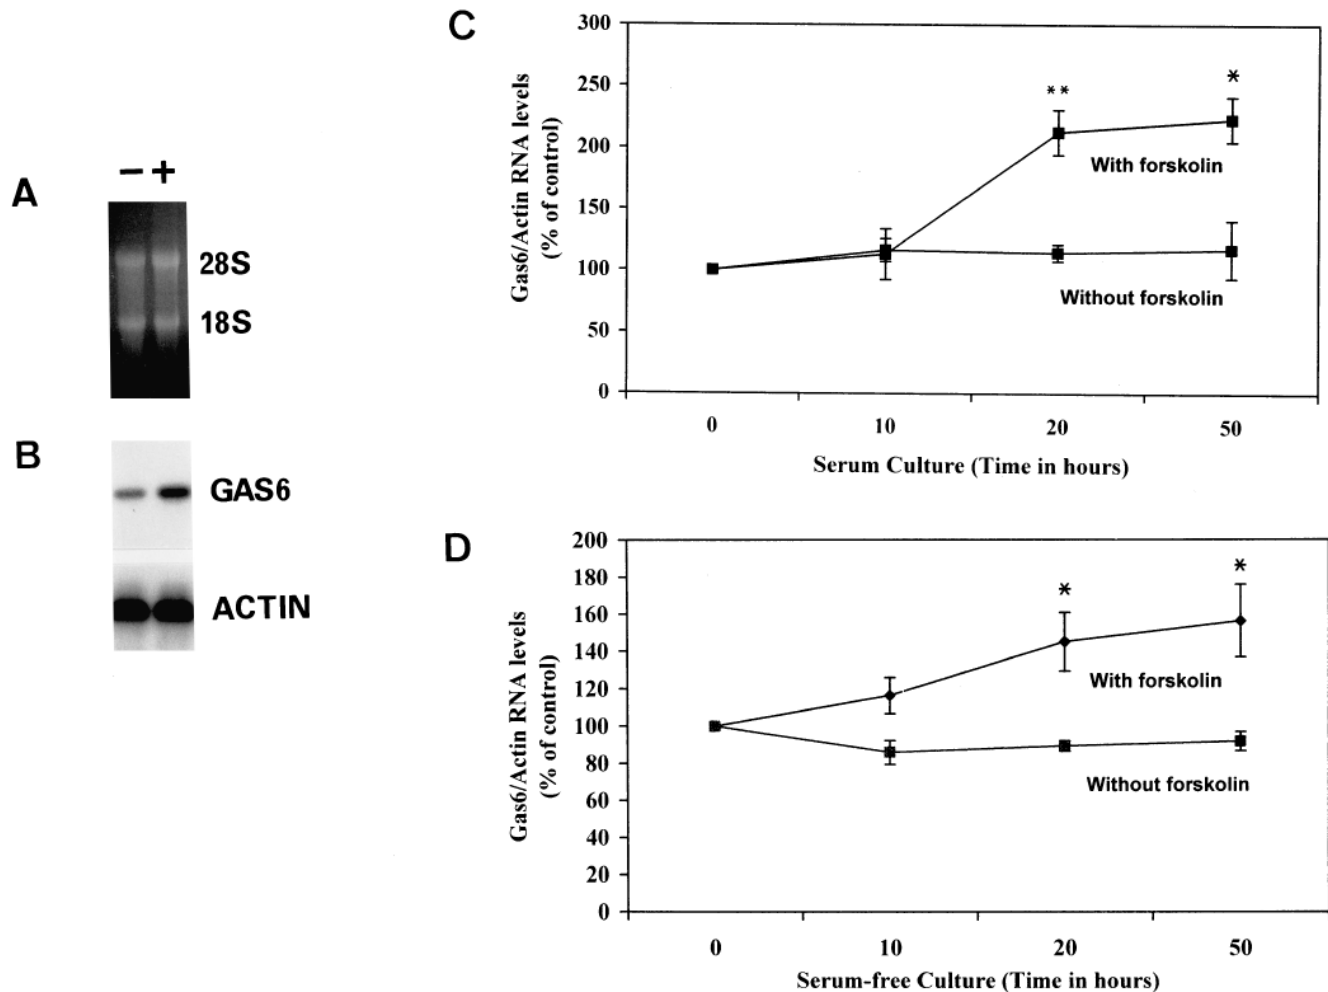 A
− +
28S
18S
B
GAS6
ACTIN
C
Gas6/Actin RNA levels
(% of control)
300
250
200
150
100
50
0
**
*
With forskolin
Without forskolin
0 10 20 50
Serum Culture (Time in hours)
D
Gas6/Actin RNA levels
(% of control)
200
180
160
140
120
100
80
60
40
20
0
*
*
With forskolin
Without forskolin
0 10 20 50
Serum-free Culture (Time in hours)